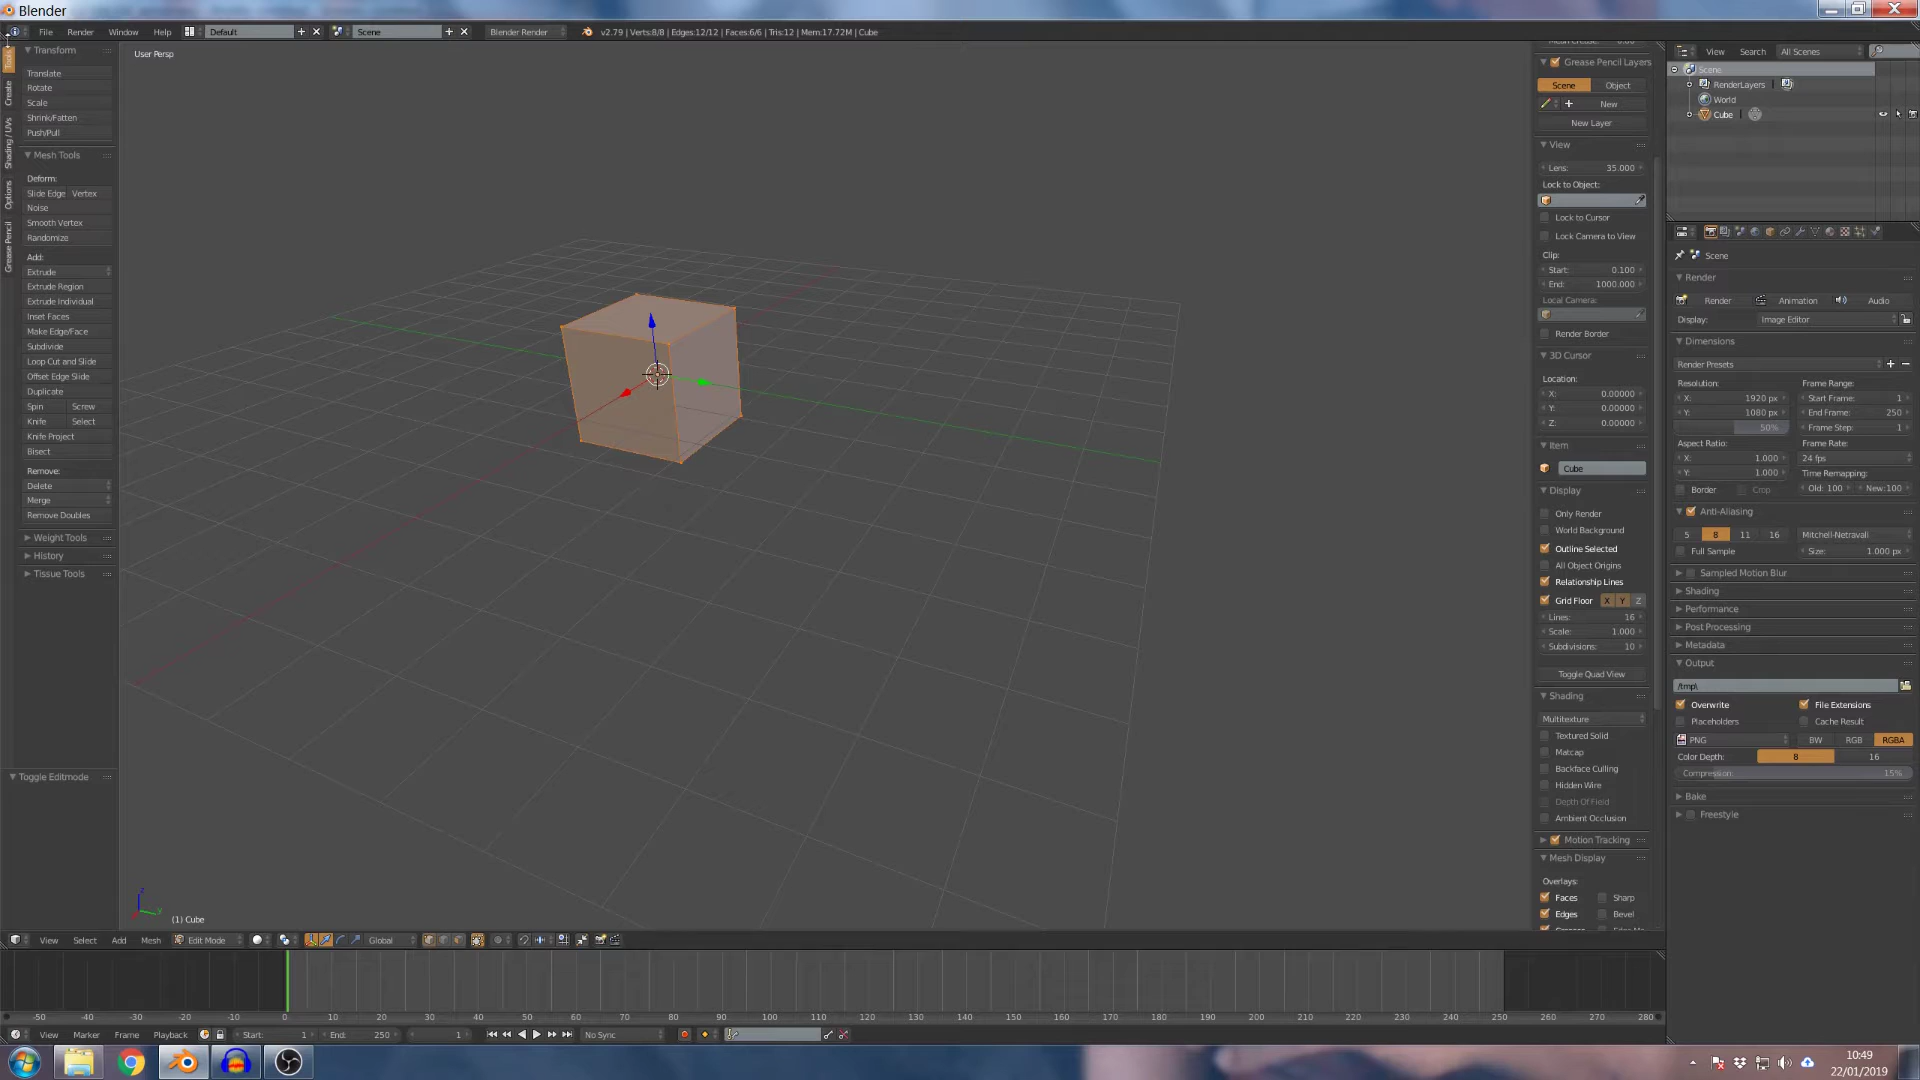 Blender
File Render Window Help Default Scene Blender Render v2.79 | Verts:8/8 | Edges:12/12 | Faces:6/6 | Tris:12 | Mem:17.72M | Cube
Tools
Create
Shading / UVs
Options
Grease Pencil
Transform
Translate
Rotate
Scale
Shrink/Fatten
Push/Pull
Mesh Tools
Deform:
Slide Edge Vertex
Noise
Smooth Vertex
Randomize
Add:
Extrude
Extrude Region
Extrude Individual
Inset Faces
Make Edge/Face
Subdivide
Loop Cut and Slide
Offset Edge Slide
Duplicate
Spin Screw
Knife Select
Knife Project
Bisect
Remove:
Delete
Merge
Remove Doubles
Weight Tools
History
Tissue Tools
Toggle Editmode
User Persp
(1) Cube
Grease Pencil Layers
Scene Object
New
New Layer
View
Lens: 35.000
Lock to Object:
Lock to Cursor
Lock Camera to View
Clip:
Start: 0.100
End: 1000.000
Local Camera:
Render Border
3D Cursor
Location:
X: 0.00000
Y: 0.00000
Z: 0.00000
Item
Cube
Display
Only Render
World Background
Outline Selected
All Object Origins
Relationship Lines
Grid Floor X Y Z
Lines: 16
Scale: 1.000
Subdivisions: 10
Toggle Quad View
Shading
Multitexture
Textured Solid
Matcap
Backface Culling
Hidden Wire
Depth Of Field
Ambient Occlusion
Motion Tracking
Mesh Display
Overlays:
Faces Sharp
Edges Bevel
View Search All Scenes
Scene
RenderLayers |
World
Cube |
Scene
Render
Render Animation Audio
Display: Image Editor
Dimensions
Render Presets
Resolution: Frame Range:
X: 1920 px Start Frame: 1
Y: 1080 px End Frame: 250
50% Frame Step: 1
Aspect Ratio: Frame Rate:
X: 1.000 24 fps
Y: 1.000 Time Remapping:
Border Crop Old: 100 New:100
Anti-Aliasing
5 8 11 16 Mitchell-Netravali
Full Sample Size: 1.000 px
Sampled Motion Blur
Shading
Performance
Post Processing
Metadata
Output
/tmp\
Overwrite File Extensions
Placeholders Cache Result
PNG BW RGB RGBA
Color Depth: 8 16
Compression: 15%
Bake
Freestyle
View Select Add Mesh Edit Mode Global
-50 -40 -30 -20 -10 0 10 20 30 40 50 60 70 80 90 100 110 120 130 140 150 160 170 180 190 200 210 220 230 240 250 260 270 280
View Marker Frame Playback Start: 1 End: 250 1 No Sync
10:49
22/01/2019